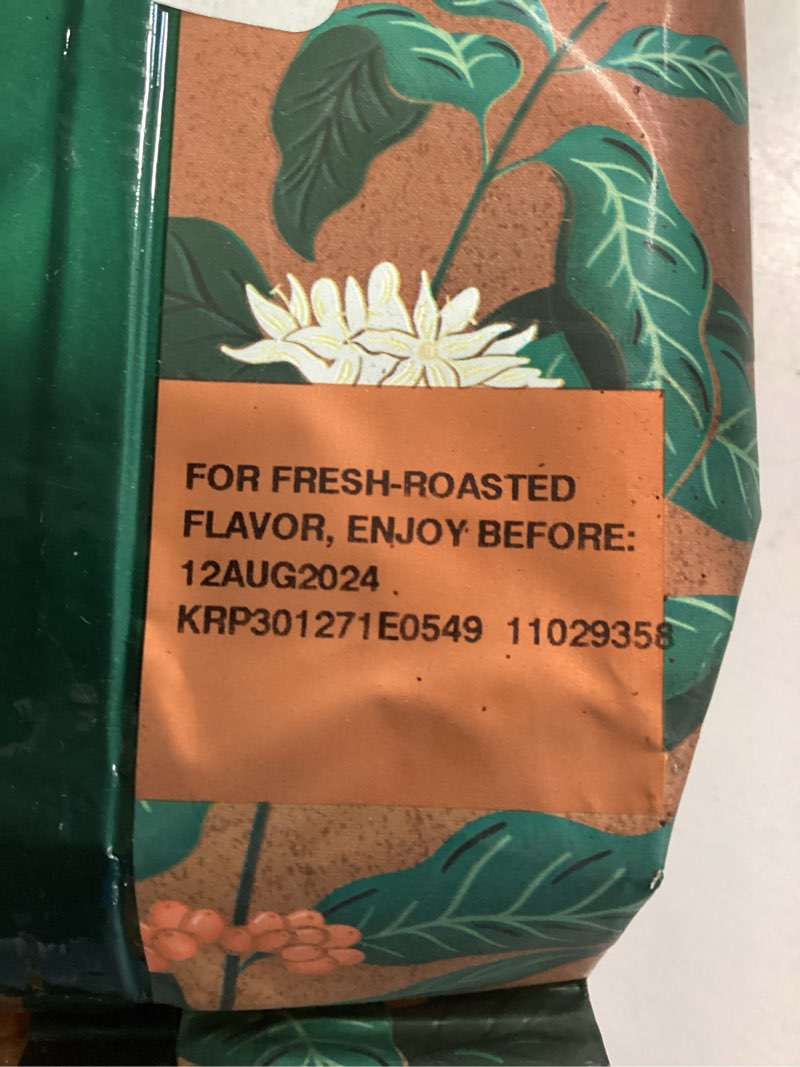 FOR FRESH-ROASTED
FLAVOR, ENJOY BEFORE:
12AUG2024
KRP301271E0549 11029358